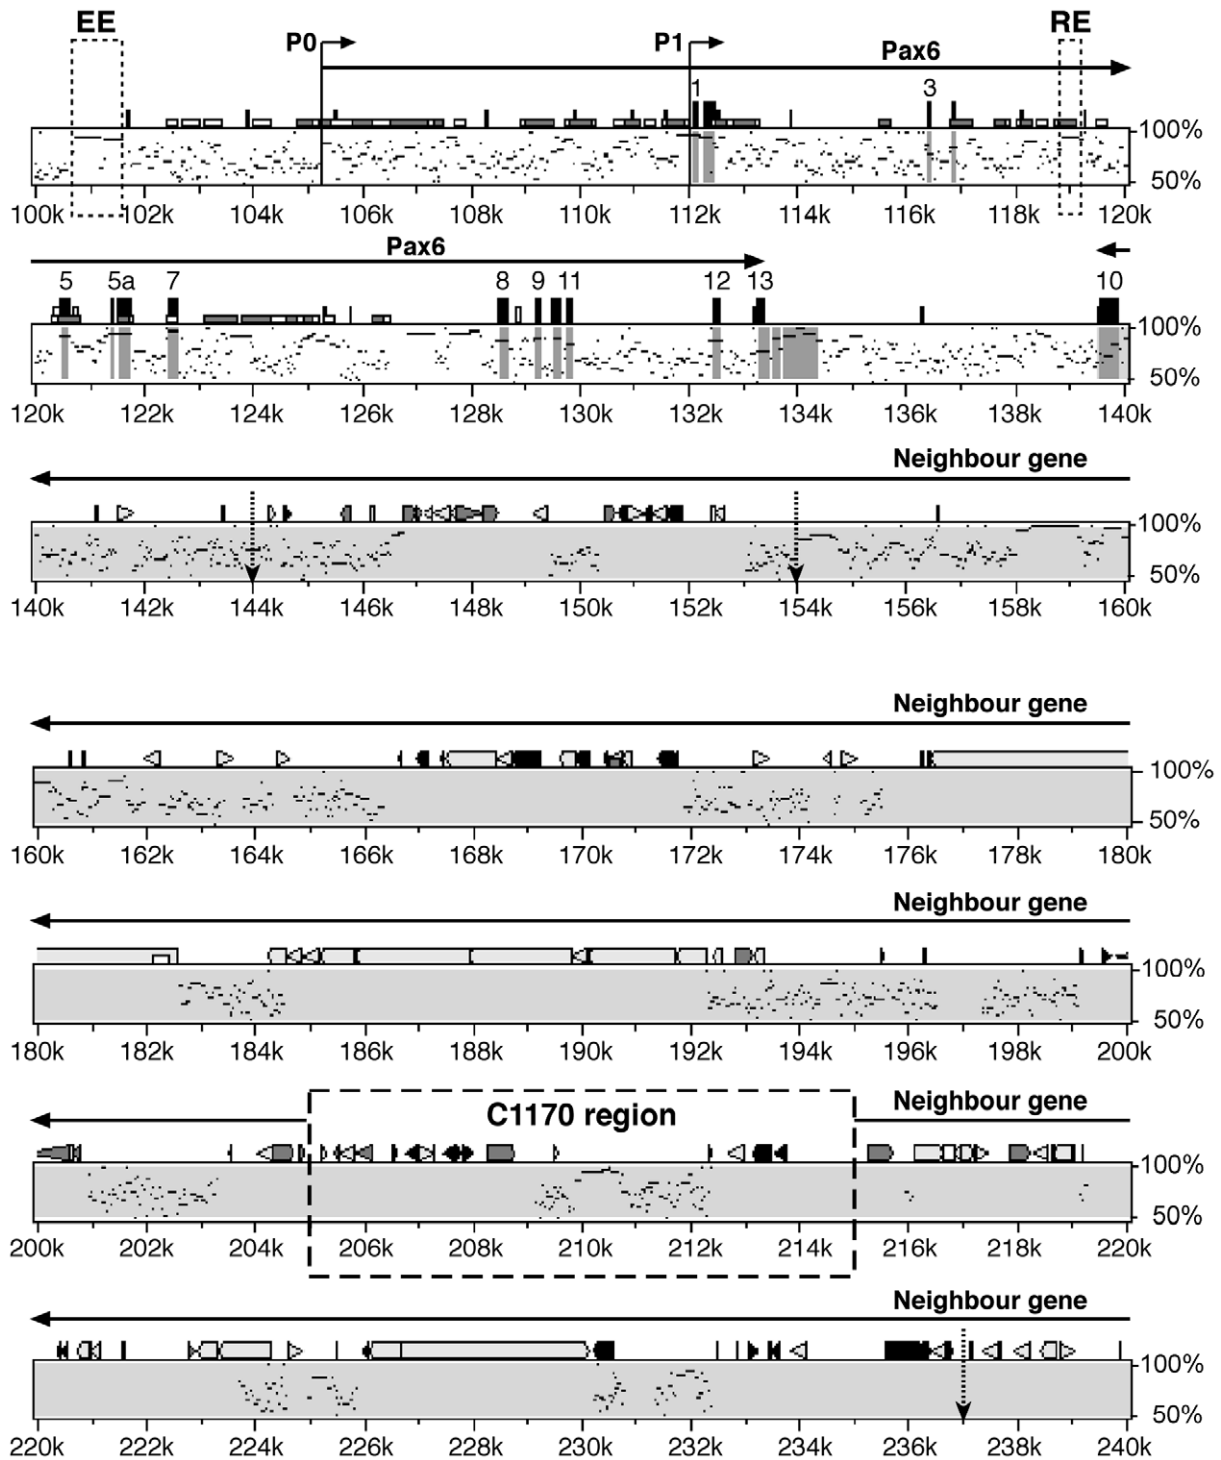 EE RE
P0 P1 Pax6
1 3
100%
50%
100k 102k 104k 106k 108k 110k 112k 114k 116k 118k 120k
Pax6
5 5a 7 8 9 11 12 13 10
100%
50%
120k 122k 124k 126k 128k 130k 132k 134k 136k 138k 140k
Neighbour gene
100%
50%
140k 142k 144k 146k 148k 150k 152k 154k 156k 158k 160k
Neighbour gene
100%
50%
160k 162k 164k 166k 168k 170k 172k 174k 176k 178k 180k
Neighbour gene
100%
50%
180k 182k 184k 186k 188k 190k 192k 194k 196k 198k 200k
C1170 region Neighbour gene
100%
50%
200k 202k 204k 206k 208k 210k 212k 214k 216k 218k 220k
Neighbour gene
100%
50%
220k 222k 224k 226k 228k 230k 232k 234k 236k 238k 240k